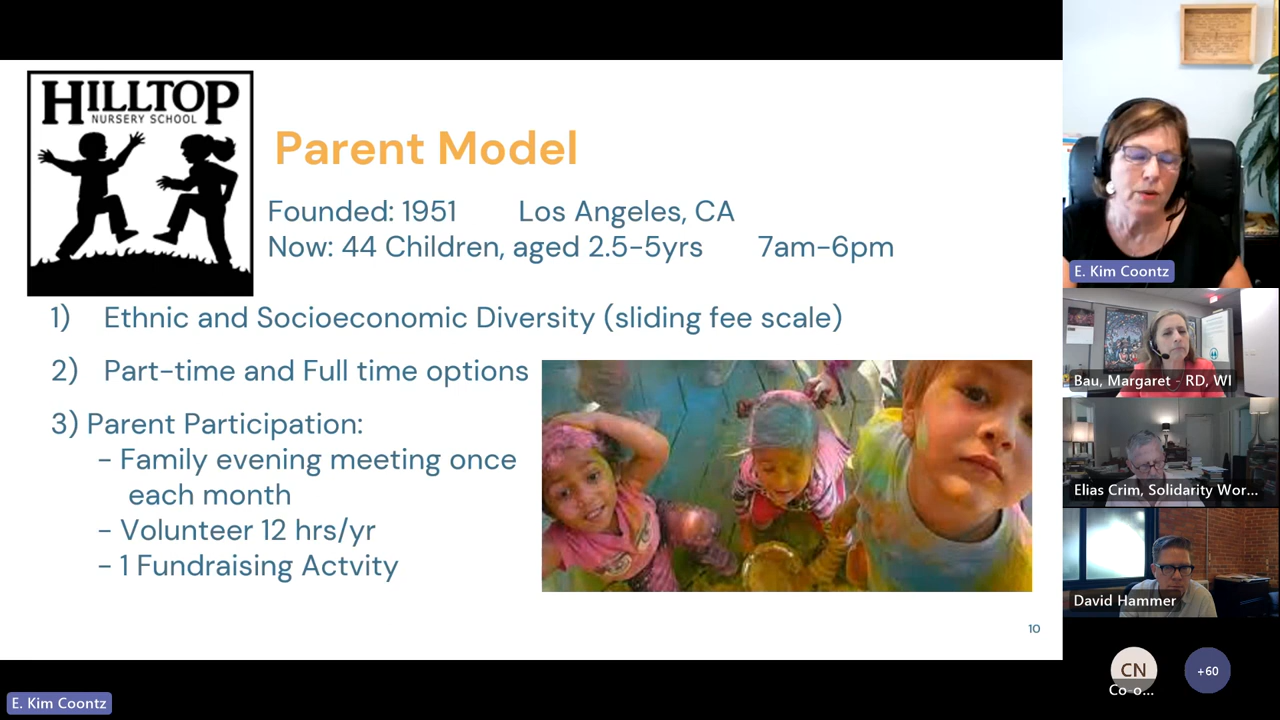 HILLTOP
NURSERY SCHOOL
Parent Model
Founded: 1951 Los Angeles, CA
Now: 44 Children, aged 2.5-5yrs 7am-6pm
1) Ethnic and Socioeconomic Diversity (sliding fee scale)
2) Part-time and Full time options
3) Parent Participation:
- Family evening meeting once
each month
- Volunteer 12 hrs/yr
- 1 Fundraising Actvity
10
E. Kim Coontz
E. Kim Coontz
Bau, Margaret - RD, WI
Elias Crim, Solidarity Wor...
David Hammer
CN
+60
Co-o...